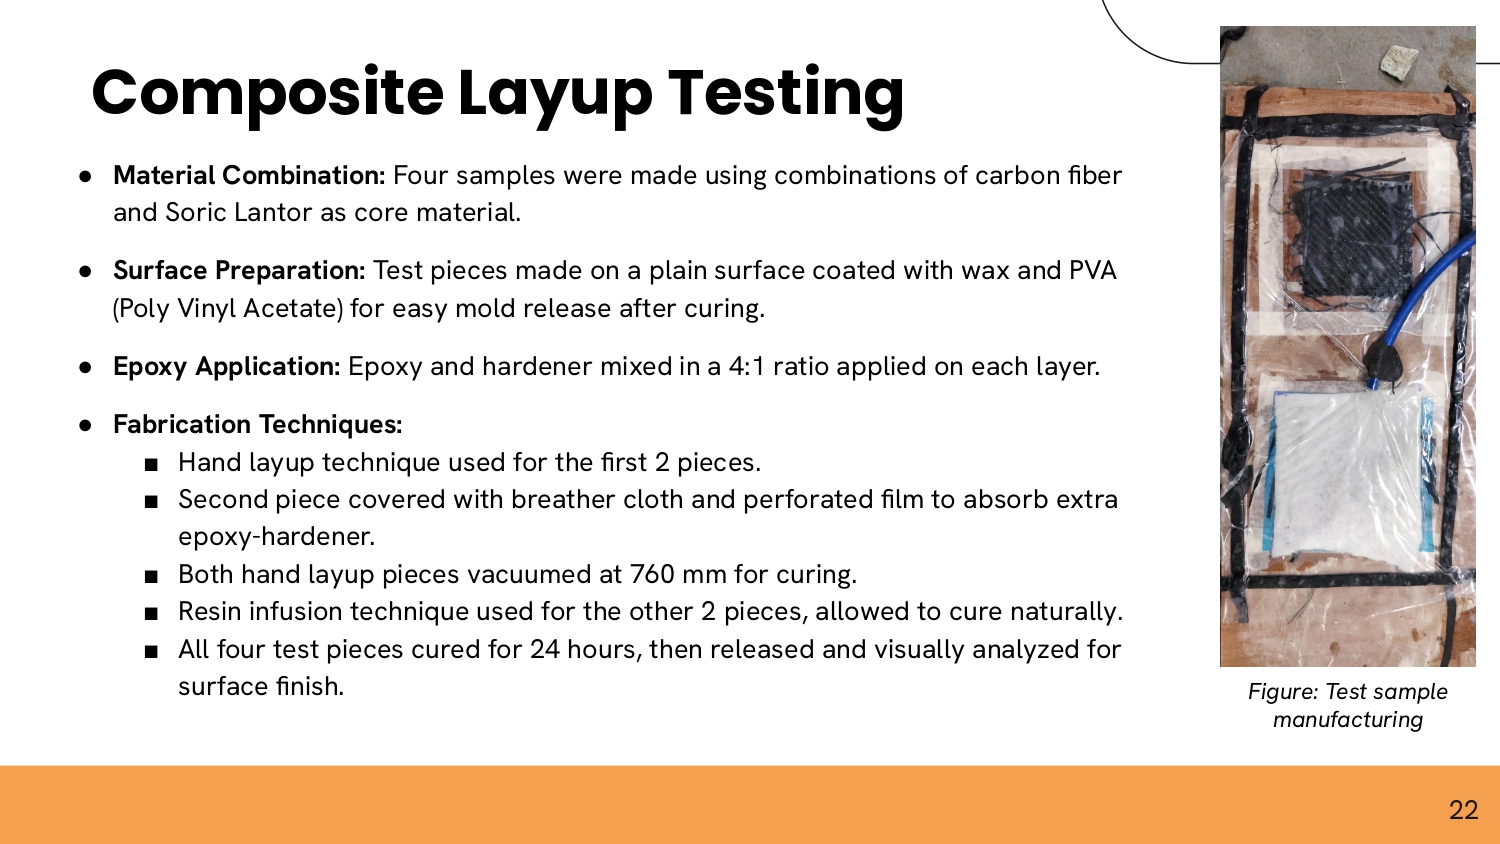 Composite Layup Testing
● Material Combination: Four samples were made using combinations of carbon fiber
and Soric Lantor as core material.
● Surface Preparation: Test pieces made on a plain surface coated with wax and PVA
(Poly Vinyl Acetate) for easy mold release after curing.
● Epoxy Application: Epoxy and hardener mixed in a 4:1 ratio applied on each layer.
● Fabrication Techniques:
■ Hand layup technique used for the first 2 pieces.
■ Second piece covered with breather cloth and perforated film to absorb extra
epoxy-hardener.
■ Both hand layup pieces vacuumed at 760 mm for curing.
■ Resin infusion technique used for the other 2 pieces, allowed to cure naturally.
■ All four test pieces cured for 24 hours, then released and visually analyzed for
surface finish.
Figure: Test sample
manufacturing
22